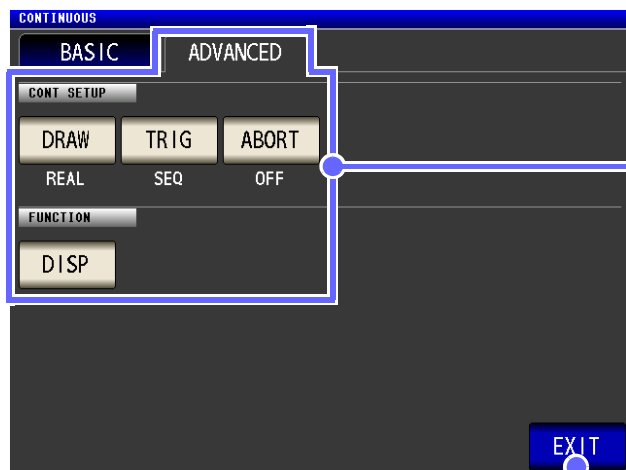 CONTINUOUS
BASIC ADVANCED
CONT SETUP
DRAW TRIG ABORT
REAL SEQ OFF
FUNCTION
DISP
EXIT